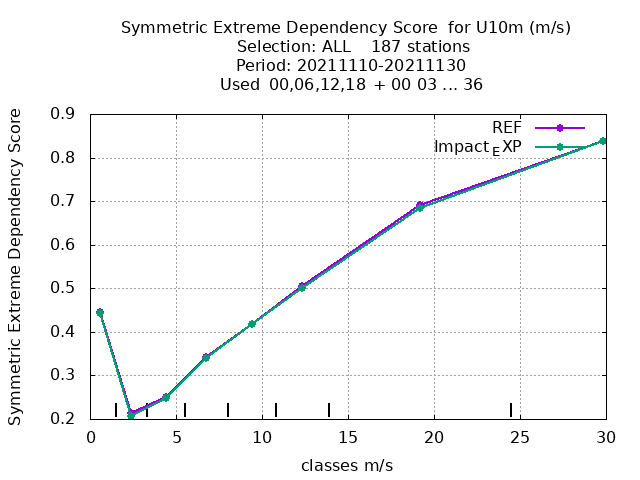 Symmetric Extreme Dependency Score for U10m (m/s)
Selection: ALL 187 stations
Period: 20211110-20211130
Used 00,06,12,18 + 00 03 ... 36
Symmetric Extreme Dependency Score
0.9
0.8
0.7
0.6
0.5
0.4
0.3
0.2
REF
Impact_EXP
0 5 10 15 20 25 30
classes m/s